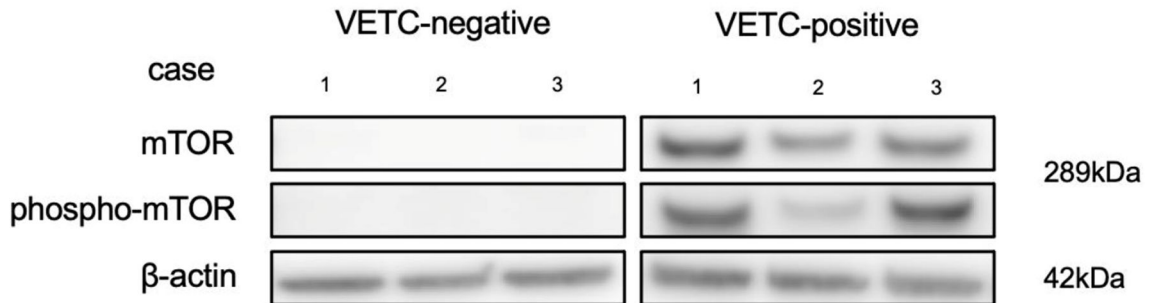 VETC-negative VETC-positive
case 1 2 3 1 2 3
mTOR
289kDa
phospho-mTOR
β-actin 42kDa